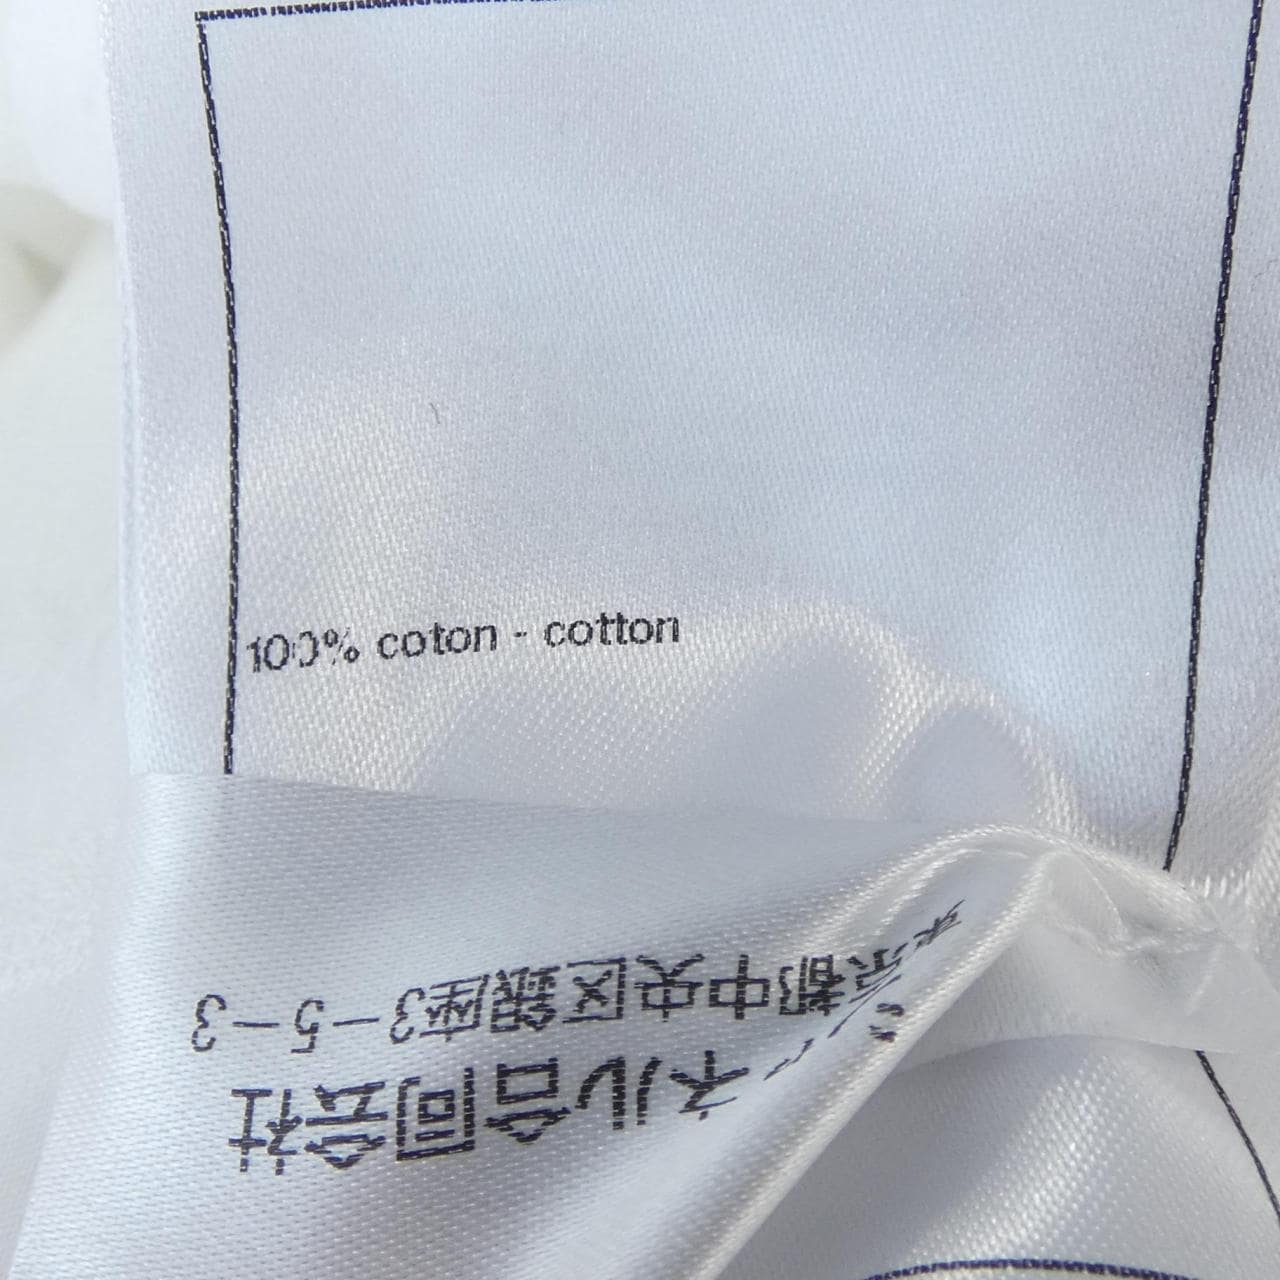 100% coton - cotton
ネル合同会社
東京都中央区銀座3-5-3